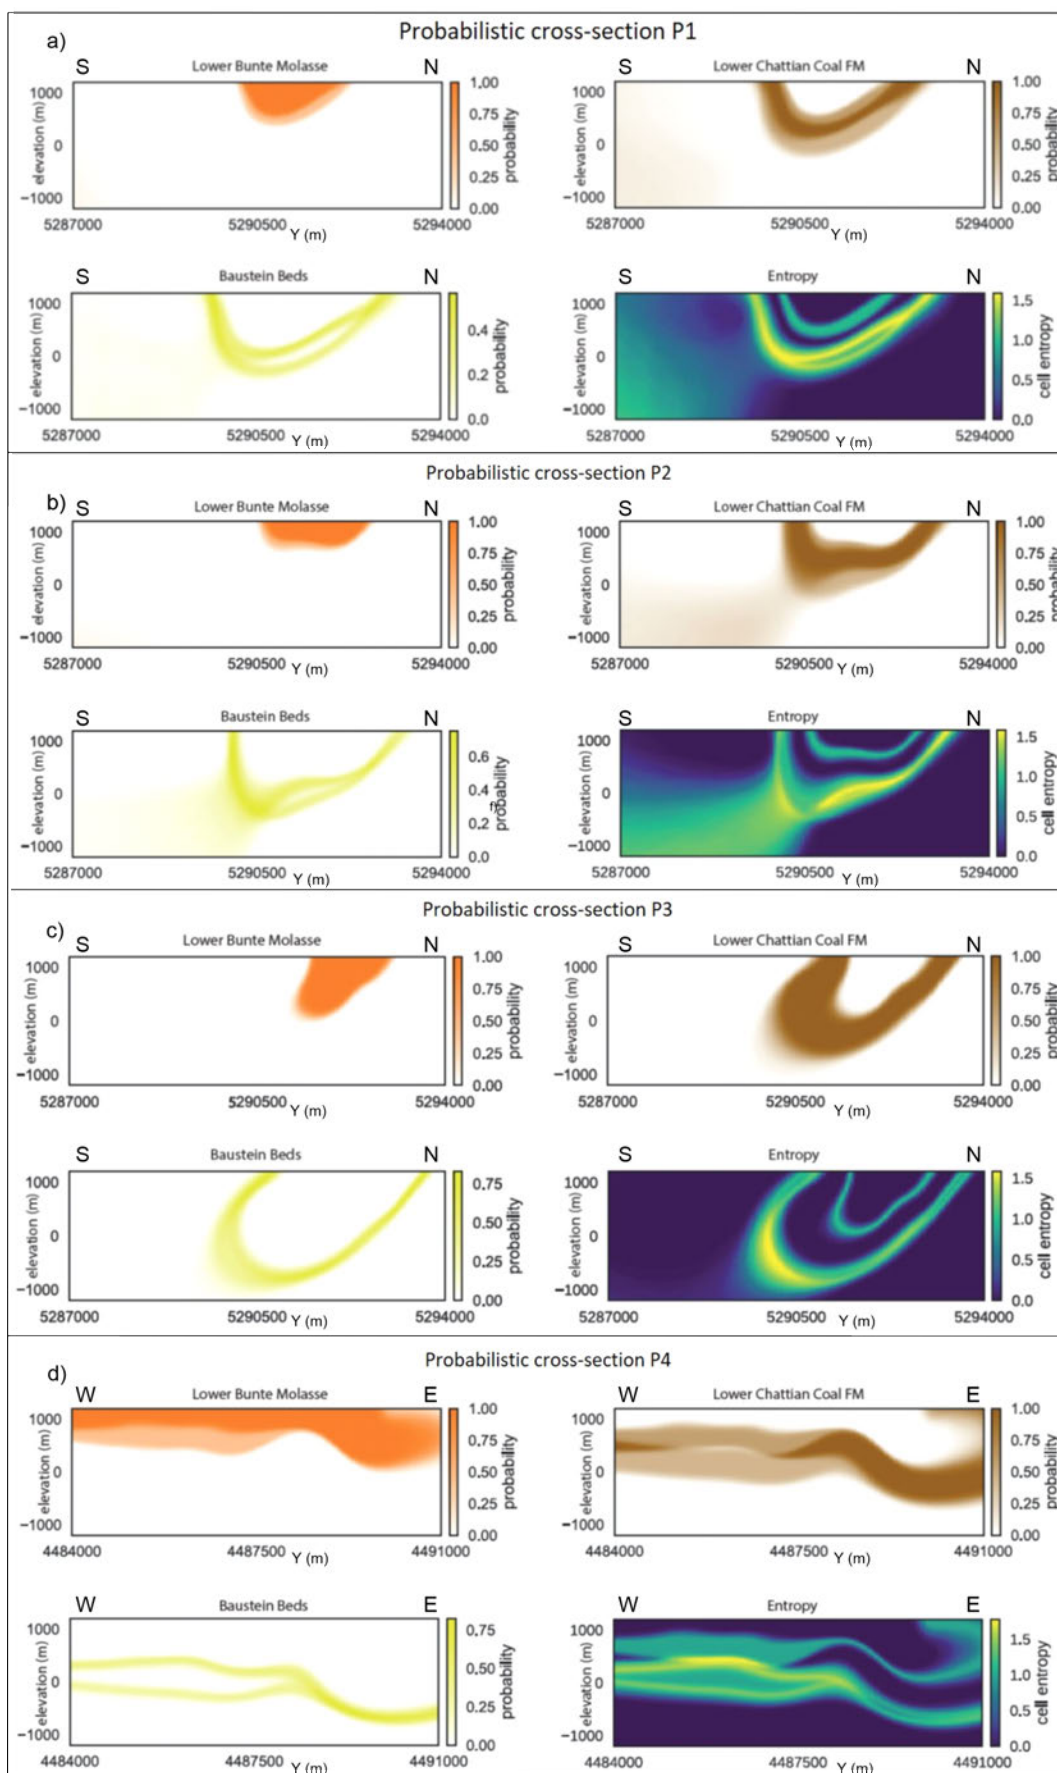 Probabilistic cross-section P1
a)
S Lower Bunte Molasse N
S Lower Chattian Coal FM N
elevation (m)
1000
0
−1000
5287000 5290500 Y (m) 5294000
1.00
0.75
0.50
0.25
0.00
probability
elevation (m)
1000
0
−1000
5287000 5290500 Y (m) 5294000
1.00
0.75
0.50
0.25
0.00
probability
S Baustein Beds N
S Entropy N
elevation (m)
1000
0
−1000
5287000 5290500 Y (m) 5294000
0.4
0.2
0.0
probability
elevation (m)
1000
0
−1000
5287000 5290500 Y (m) 5294000
1.5
1.0
0.5
0.0
cell entropy
Probabilistic cross-section P2
b)
S Lower Bunte Molasse N
S Lower Chattian Coal FM N
elevation (m)
1000
0
−1000
5287000 5290500 Y (m) 5294000
1.00
0.75
0.50
0.25
0.00
probability
elevation (m)
1000
0
−1000
5287000 5290500 Y (m) 5294000
1.00
0.75
0.50
0.25
0.00
probability
S Baustein Beds N
S Entropy N
elevation (m)
1000
0
−1000
5287000 5290500 Y (m) 5294000
0.6
0.4
0.2
0.0
probability
elevation (m)
1000
0
−1000
5287000 5290500 Y (m) 5294000
1.5
1.0
0.5
0.0
cell entropy
Probabilistic cross-section P3
c)
S Lower Bunte Molasse N
S Lower Chattian Coal FM N
elevation (m)
1000
0
−1000
5287000 5290500 Y (m) 5294000
1.00
0.75
0.50
0.25
0.00
probability
elevation (m)
1000
0
−1000
5287000 5290500 Y (m) 5294000
1.00
0.75
0.50
0.25
0.00
probability
S Baustein Beds N
S Entropy N
elevation (m)
1000
0
−1000
5287000 5290500 Y (m) 5294000
0.75
0.50
0.25
0.00
probability
elevation (m)
1000
0
−1000
5287000 5290500 Y (m) 5294000
1.5
1.0
0.5
0.0
cell entropy
Probabilistic cross-section P4
d)
W Lower Bunte Molasse E
W Lower Chattian Coal FM E
elevation (m)
1000
0
−1000
4484000 4487500 Y (m) 4491000
1.00
0.75
0.50
0.25
0.00
probability
elevation (m)
1000
0
−1000
4484000 4487500 Y (m) 4491000
1.00
0.75
0.50
0.25
0.00
probability
W Baustein Beds E
W Entropy E
elevation (m)
1000
0
−1000
4484000 4487500 Y (m) 4491000
0.75
0.50
0.25
0.00
probability
elevation (m)
1000
0
−1000
4484000 4487500 Y (m) 4491000
1.5
1.0
0.5
0.0
cell entropy